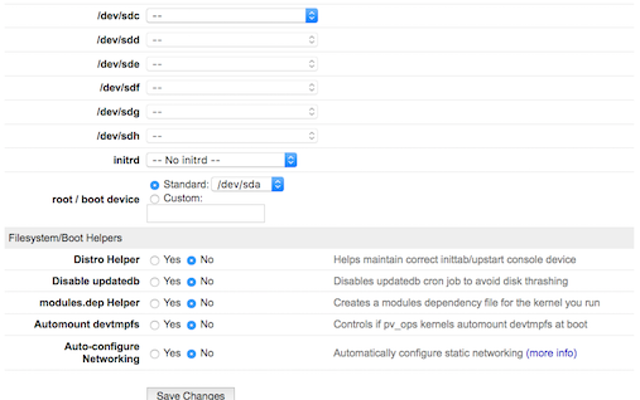 /dev/sdc --
/dev/sdd --
/dev/sde --
/dev/sdf --
/dev/sdg --
/dev/sdh --
initrd -- No initrd --
root / boot device Standard: /dev/sda
Custom:
Filesystem/Boot Helpers
Distro Helper Yes No Helps maintain correct inittab/upstart console device
Disable updatedb Yes No Disables updatedb cron job to avoid disk thrashing
modules.dep Helper Yes No Creates a modules dependency file for the kernel you run
Automount devtmpfs Yes No Controls if pv_ops kernels automount devtmpfs at boot
Auto-configure
Networking Yes No Automatically configure static networking (more info)
Save Changes